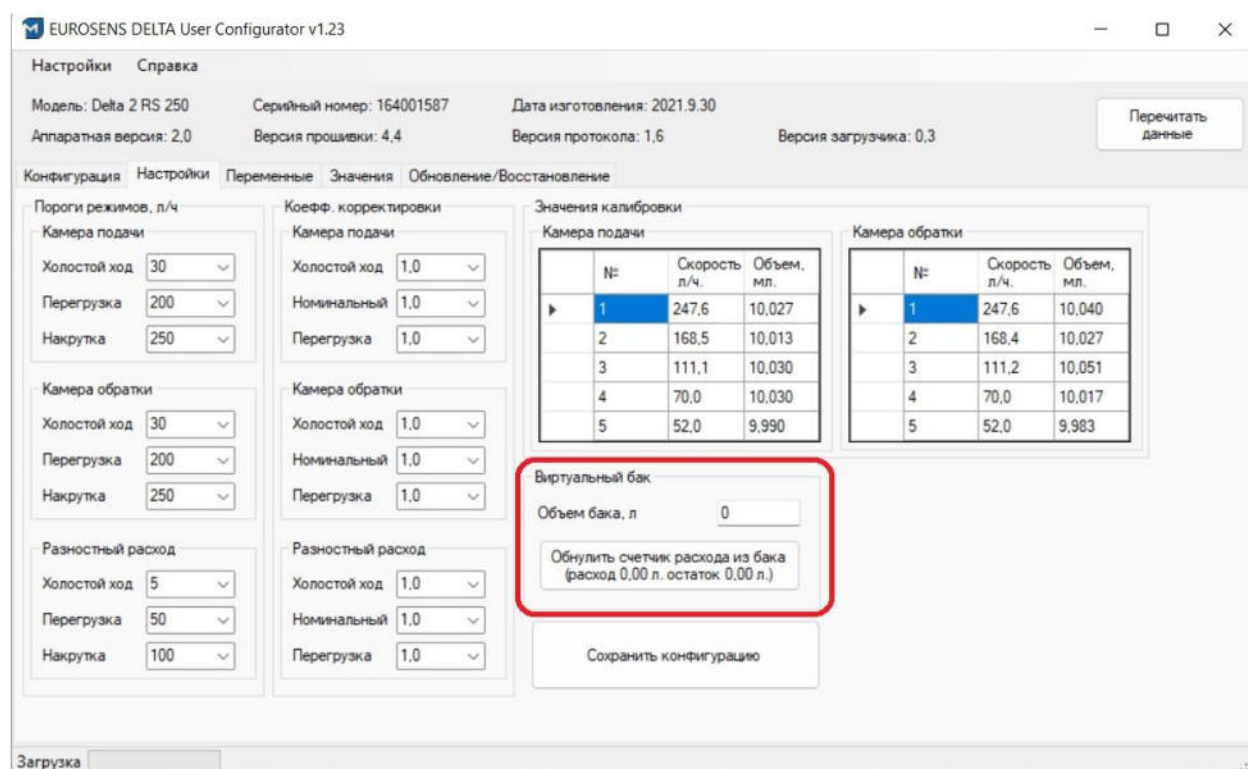 EUROSENS DELTA User Configurator v1.23
Настройки Справка
Модель: Delta 2 RS 250 Серийный номер: 164001587 Дата изготовления: 2021.9.30
Аппаратная версия: 2,0 Версия прошивки: 4,4 Версия протокола: 1,6 Версия загрузчика: 0,3
Перечитать
данные
Конфигурация Настройки Переменные Значения Обновление/Восстановление
Пороги режимов, л/ч
Камера подачи
Холостой ход 30
Перегрузка 200
Накрутка 250
Камера обратки
Холостой ход 30
Перегрузка 200
Накрутка 250
Разностный расход
Холостой ход 5
Перегрузка 50
Накрутка 100
Коефф. корректировки
Камера подачи
Холостой ход 1,0
Номинальный 1,0
Перегрузка 1,0
Камера обратки
Холостой ход 1,0
Номинальный 1,0
Перегрузка 1,0
Разностный расход
Холостой ход 1,0
Номинальный 1,0
Перегрузка 1,0
Значения калибровки
Камера подачи
№ Скорость л/ч. Объем, мл.
1 247,6 10,027
2 168,5 10,013
3 111,1 10,030
4 70,0 10,030
5 52,0 9,990
Камера обратки
№ Скорость л/ч. Объем, мл.
1 247,6 10,040
2 168,4 10,027
3 111,2 10,051
4 70,0 10,017
5 52,0 9,983
Виртуальный бак
Объем бака, л 0
Обнулить счетчик расхода из бака
(расход 0,00 л. остаток 0,00 л.)
Сохранить конфигурацию
Загрузка